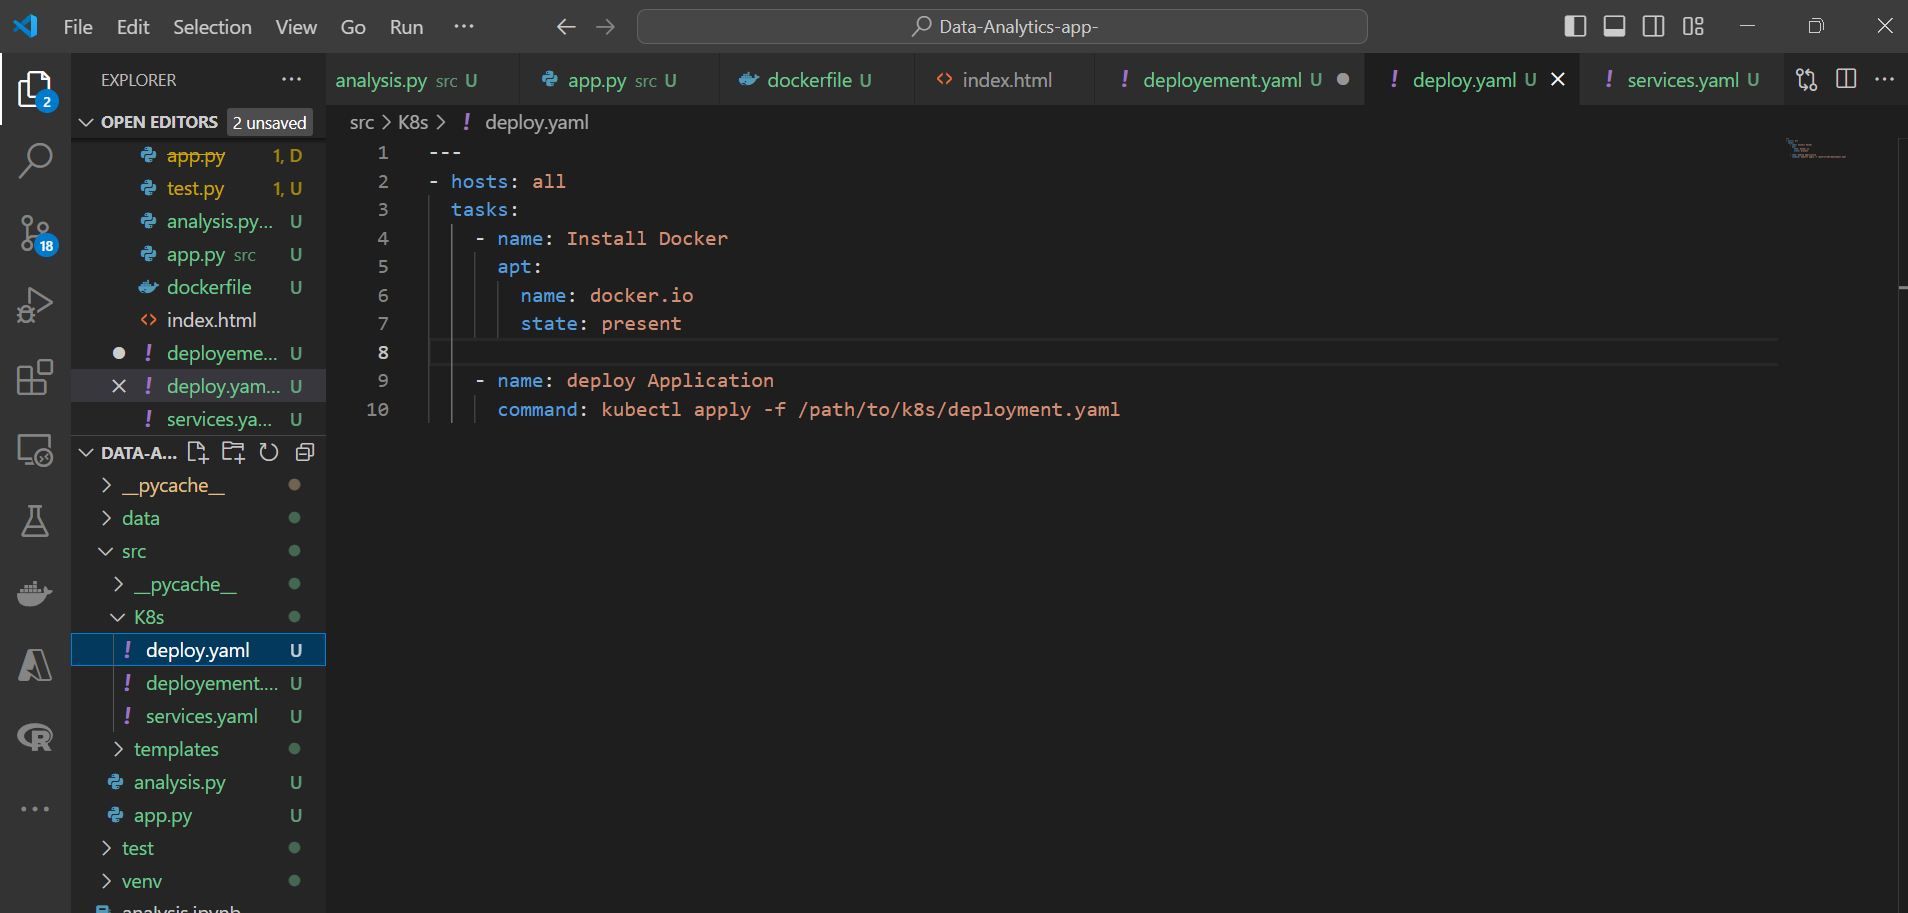 File Edit Selection View Go Run ···
Data-Analytics-app-
EXPLORER ···
OPEN EDITORS 2 unsaved
app.py 1, D
test.py 1, U
analysis.py... U
app.py src U
dockerfile U
index.html
deployeme... U
deploy.yam... U
services.ya... U
DATA-A...
__pycache__
data
src
__pycache__
K8s
deploy.yaml U
deployement.... U
services.yaml U
templates
analysis.py U
app.py U
test
venv
analysis.ipynb
2
18
analysis.py src U
app.py src U
dockerfile U
index.html
! deployement.yaml U
! deploy.yaml U
! services.yaml U
src > K8s > ! deploy.yaml
1 ---
2 - hosts: all
3 tasks:
4 - name: Install Docker
5 apt:
6 name: docker.io
7 state: present
8
9 - name: deploy Application
10 command: kubectl apply -f /path/to/k8s/deployment.yaml